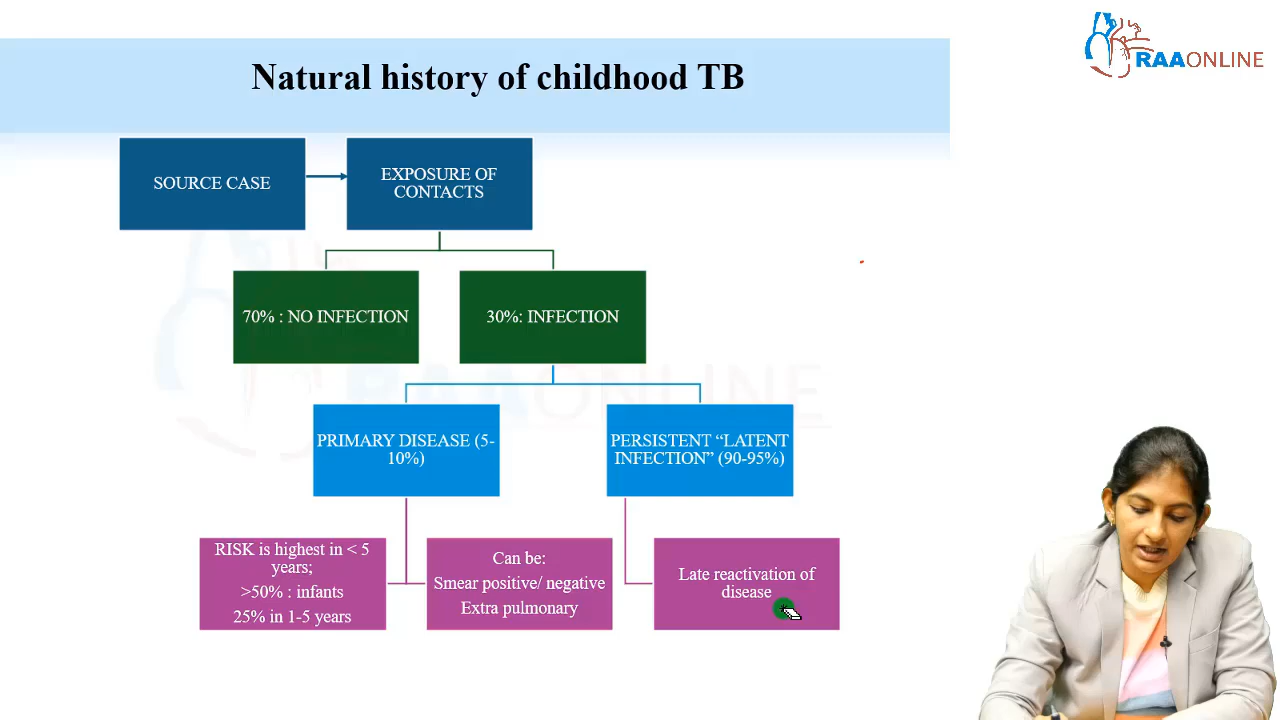 RAAONLINE
Natural history of childhood TB
SOURCE CASE
EXPOSURE OF
CONTACTS
70% : NO INFECTION
30%: INFECTION
PRIMARY DISEASE (5-
10%)
PERSISTENT “LATENT
INFECTION” (90-95%)
RISK is highest in < 5
years;
>50% : infants
25% in 1-5 years
Can be:
Smear positive/ negative
Extra pulmonary
Late reactivation of
disease
RAAONLINE